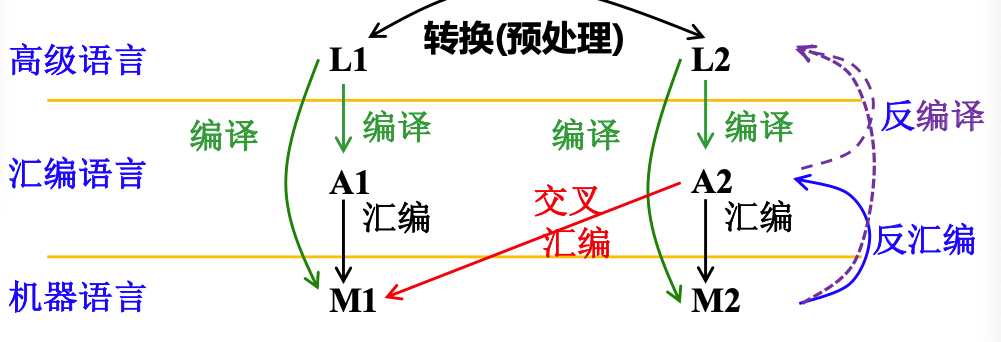 转换(预处理)
高级语言
L1
L2
编译
编译
编译
编译
反编译
汇编语言
A1
A2
汇编
交叉
汇编
汇编
反汇编
机器语言
M1
M2